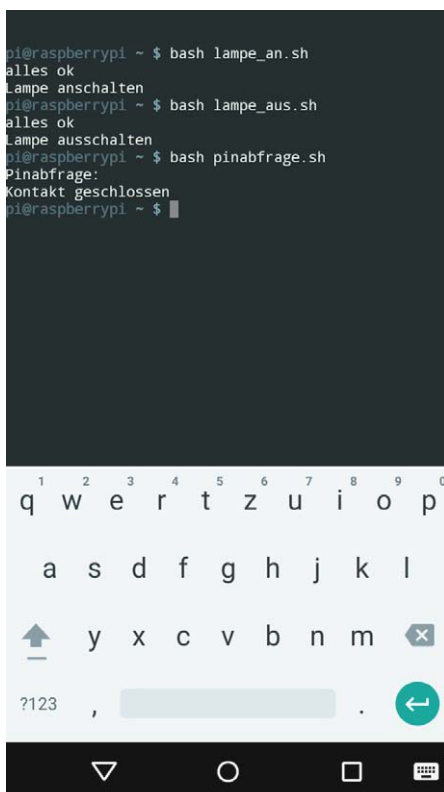 pi@raspberrypi ~ $ bash lampe_an.sh
alles ok
Lampe anschalten
pi@raspberrypi ~ $ bash lampe_aus.sh
alles ok
Lampe ausschalten
pi@raspberrypi ~ $ bash pinabfrage.sh
Pinabfrage:
Kontakt geschlossen
pi@raspberrypi ~ $
1 2 3 4 5 6 7 8 9 0
q w e r t z u i o p
a s d f g h j k l
y x c v b n m
?123 , .